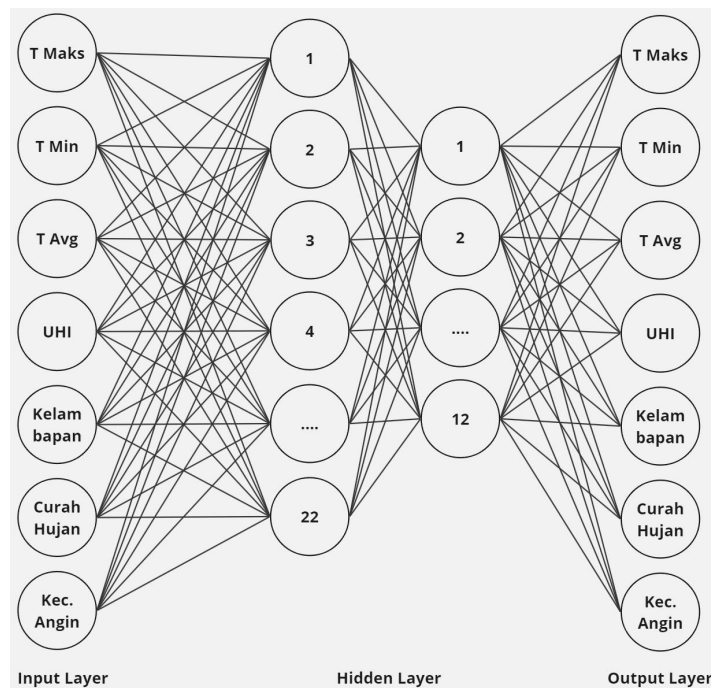 T Maks
T Min
T Avg
UHI
Kelam
bapan
Curah
Hujan
Kec.
Angin
Input Layer
1
2
3
4
....
22
1
2
....
12
Hidden Layer
T Maks
T Min
T Avg
UHI
Kelam
bapan
Curah
Hujan
Kec.
Angin
Output Layer